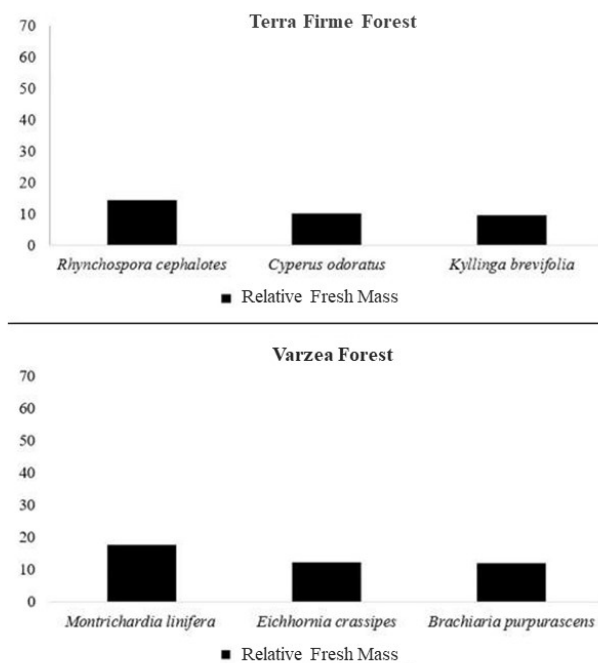 Terra Firme Forest
70
60
50
40
30
20
10
0
Rhynchospora cephalotes Cyperus odoratus Kyllinga brevifolia
■ Relative Fresh Mass
Varzea Forest
70
60
50
40
30
20
10
0
Montrichardia linifera Eichhornia crassipes Brachiaria purpurascens
■ Relative Fresh Mass